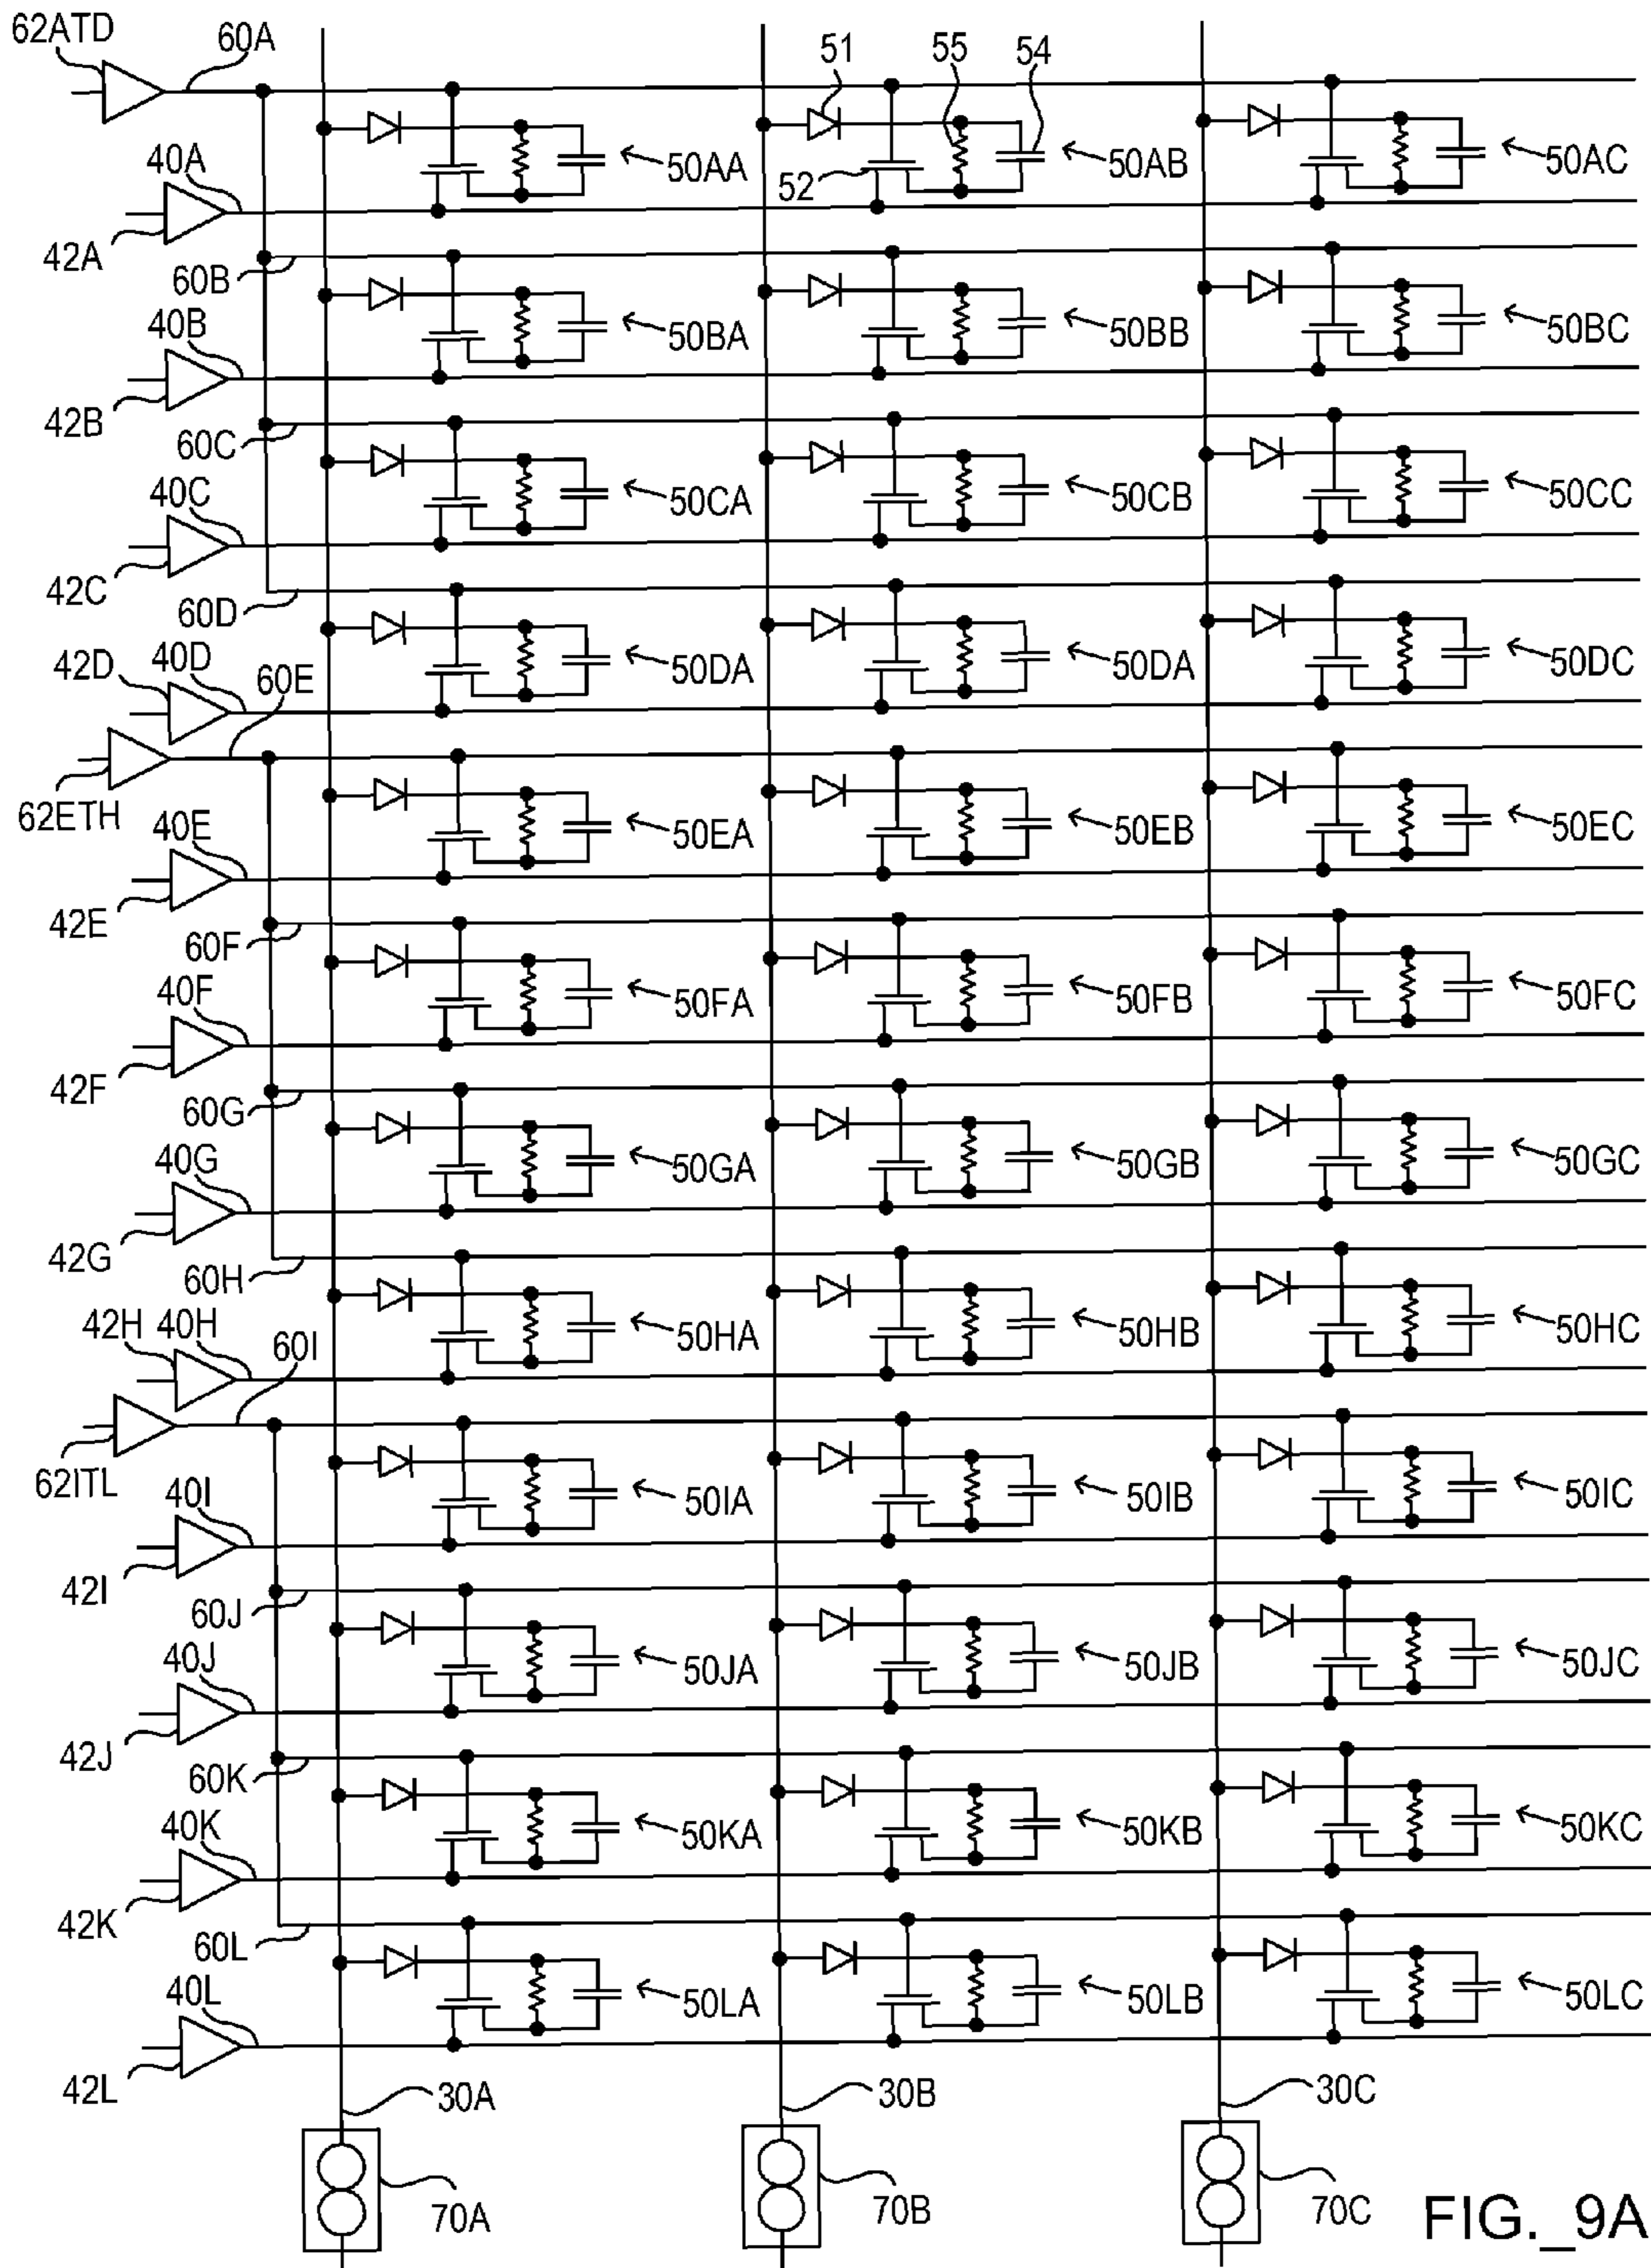 62ATD 60A 51 55 54
40A 50AA 52 50AB 50AC
42A 60B
40B 50BA 50BB 50BC
42B 60C
40C 50CA 50CB 50CC
42C 60D
42D 40D 60E 50DA 50DA 50DC
62ETH 40E 50EA 50EB 50EC
42E 60F
40F 50FA 50FB 50FC
42F 60G
40G 50GA 50GB 50GC
42G 60H
42H 40H 60I 50HA 50HB 50HC
62ITL 40I 50IA 50IB 50IC
42I 60J
40J 50JA 50JB 50JC
42J 60K
40K 50KA 50KB 50KC
42K 60L
40L 50LA 50LB 50LC
42L 30A 30B 30C
70A 70B 70C
FIG._9A